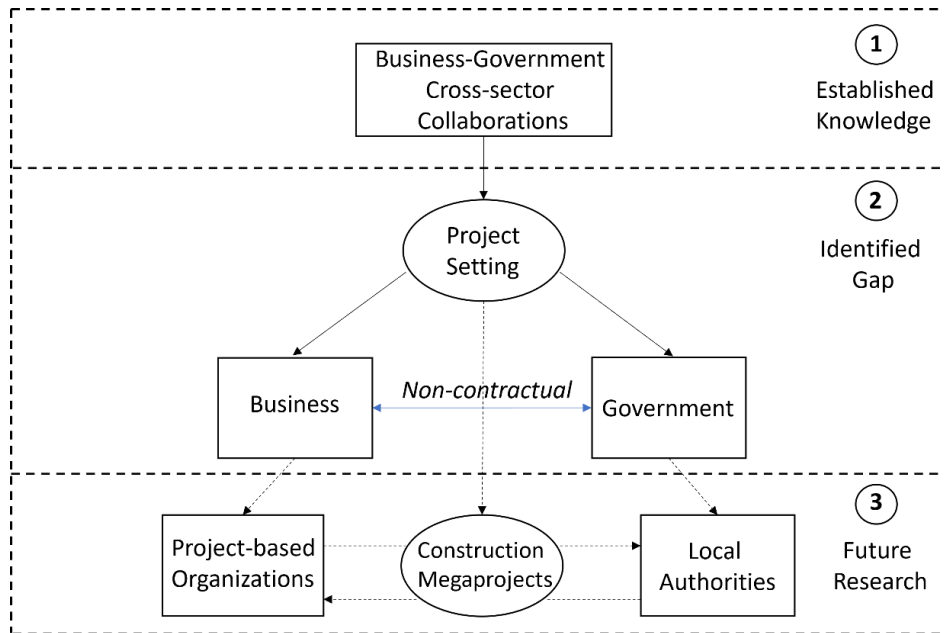 Business-Government
Cross-sector
Collaborations
1
Established
Knowledge
Project
Setting
2
Identified
Gap
Business
Non-contractual
Government
Project-based
Organizations
Construction
Megaprojects
Local
Authorities
3
Future
Research